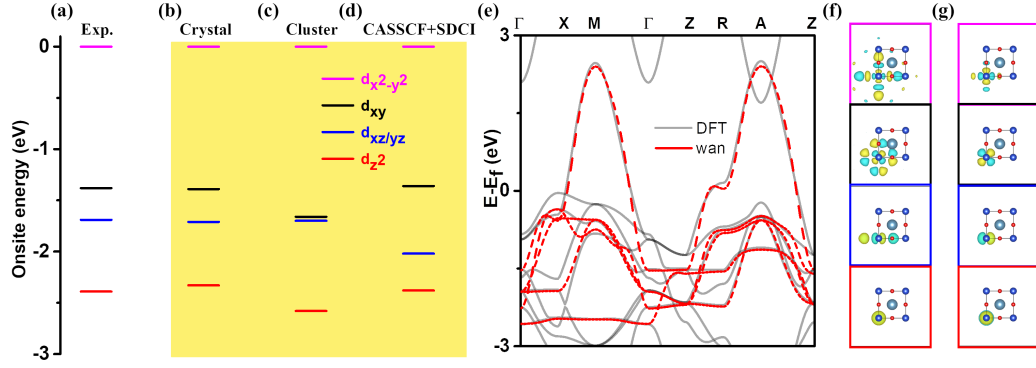 (a) (b) (c) (d) (e) (f) (g)
Exp. Crystal Cluster CASSCF+SDCI
Γ X M Γ Z R A Z
Onsite energy (eV)
0
-1
-2
-3
dx²-y²
dxy
dxz/yz
dz²
E-Ef (eV)
3
0
-3
DFT
wan